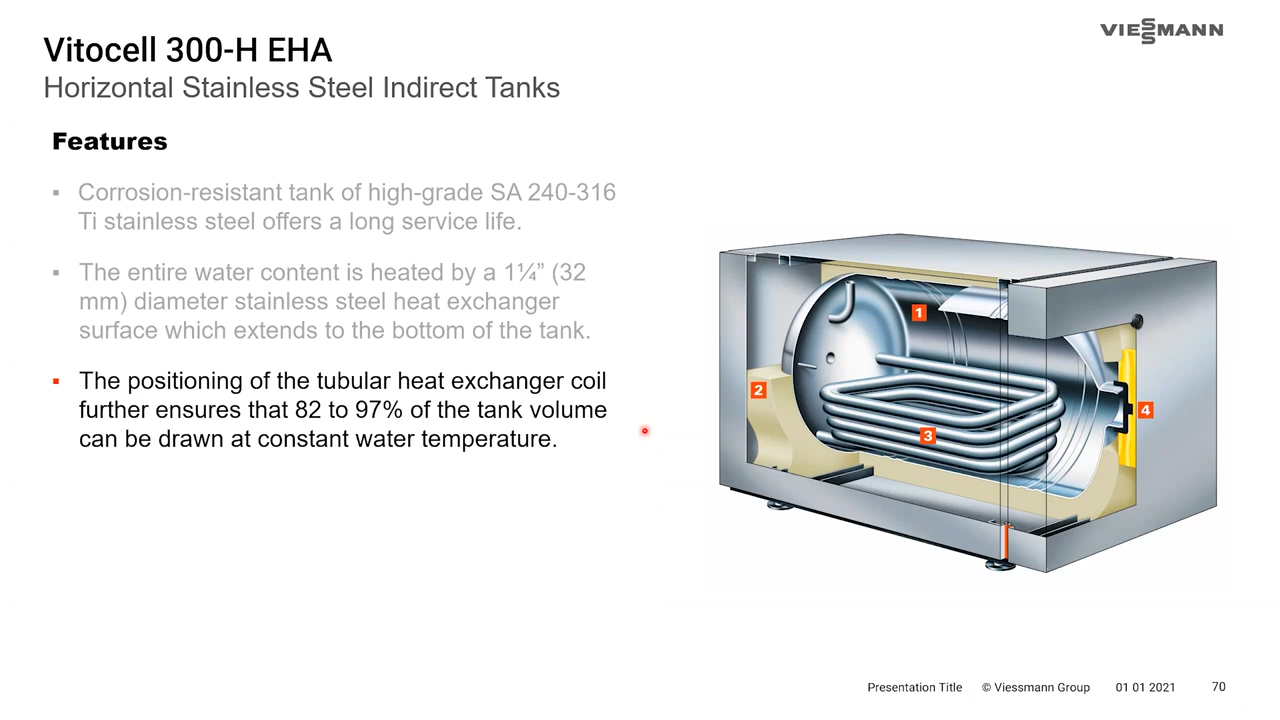 VIESSMANN
Vitocell 300-H EHA
Horizontal Stainless Steel Indirect Tanks
Features
▪ Corrosion-resistant tank of high-grade SA 240-316
Ti stainless steel offers a long service life.
▪ The entire water content is heated by a 1¼” (32
mm) diameter stainless steel heat exchanger
surface which extends to the bottom of the tank.
▪ The positioning of the tubular heat exchanger coil
further ensures that 82 to 97% of the tank volume
can be drawn at constant water temperature.
1
2
3
4
Presentation Title © Viessmann Group 01 01 2021 70